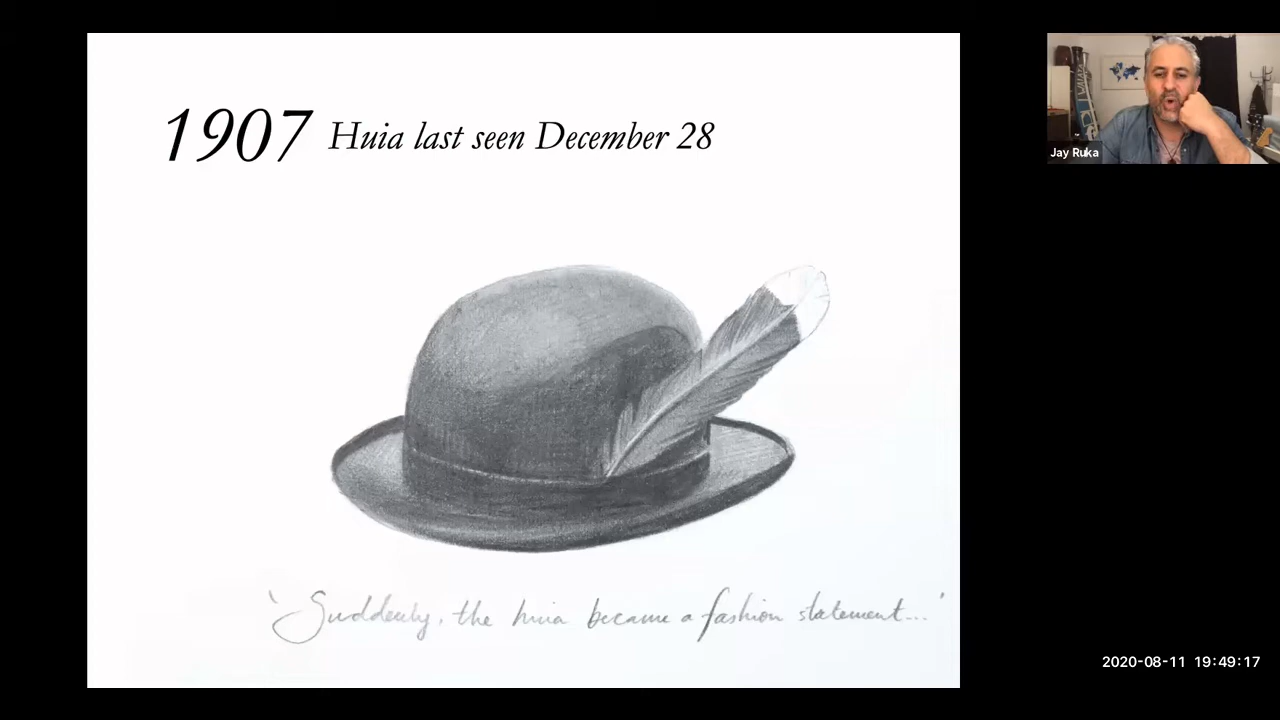 1907 Huia last seen December 28
'Suddenly, the huia became a fashion statement...'
Jay Ruka
2020-08-11 19:49:17